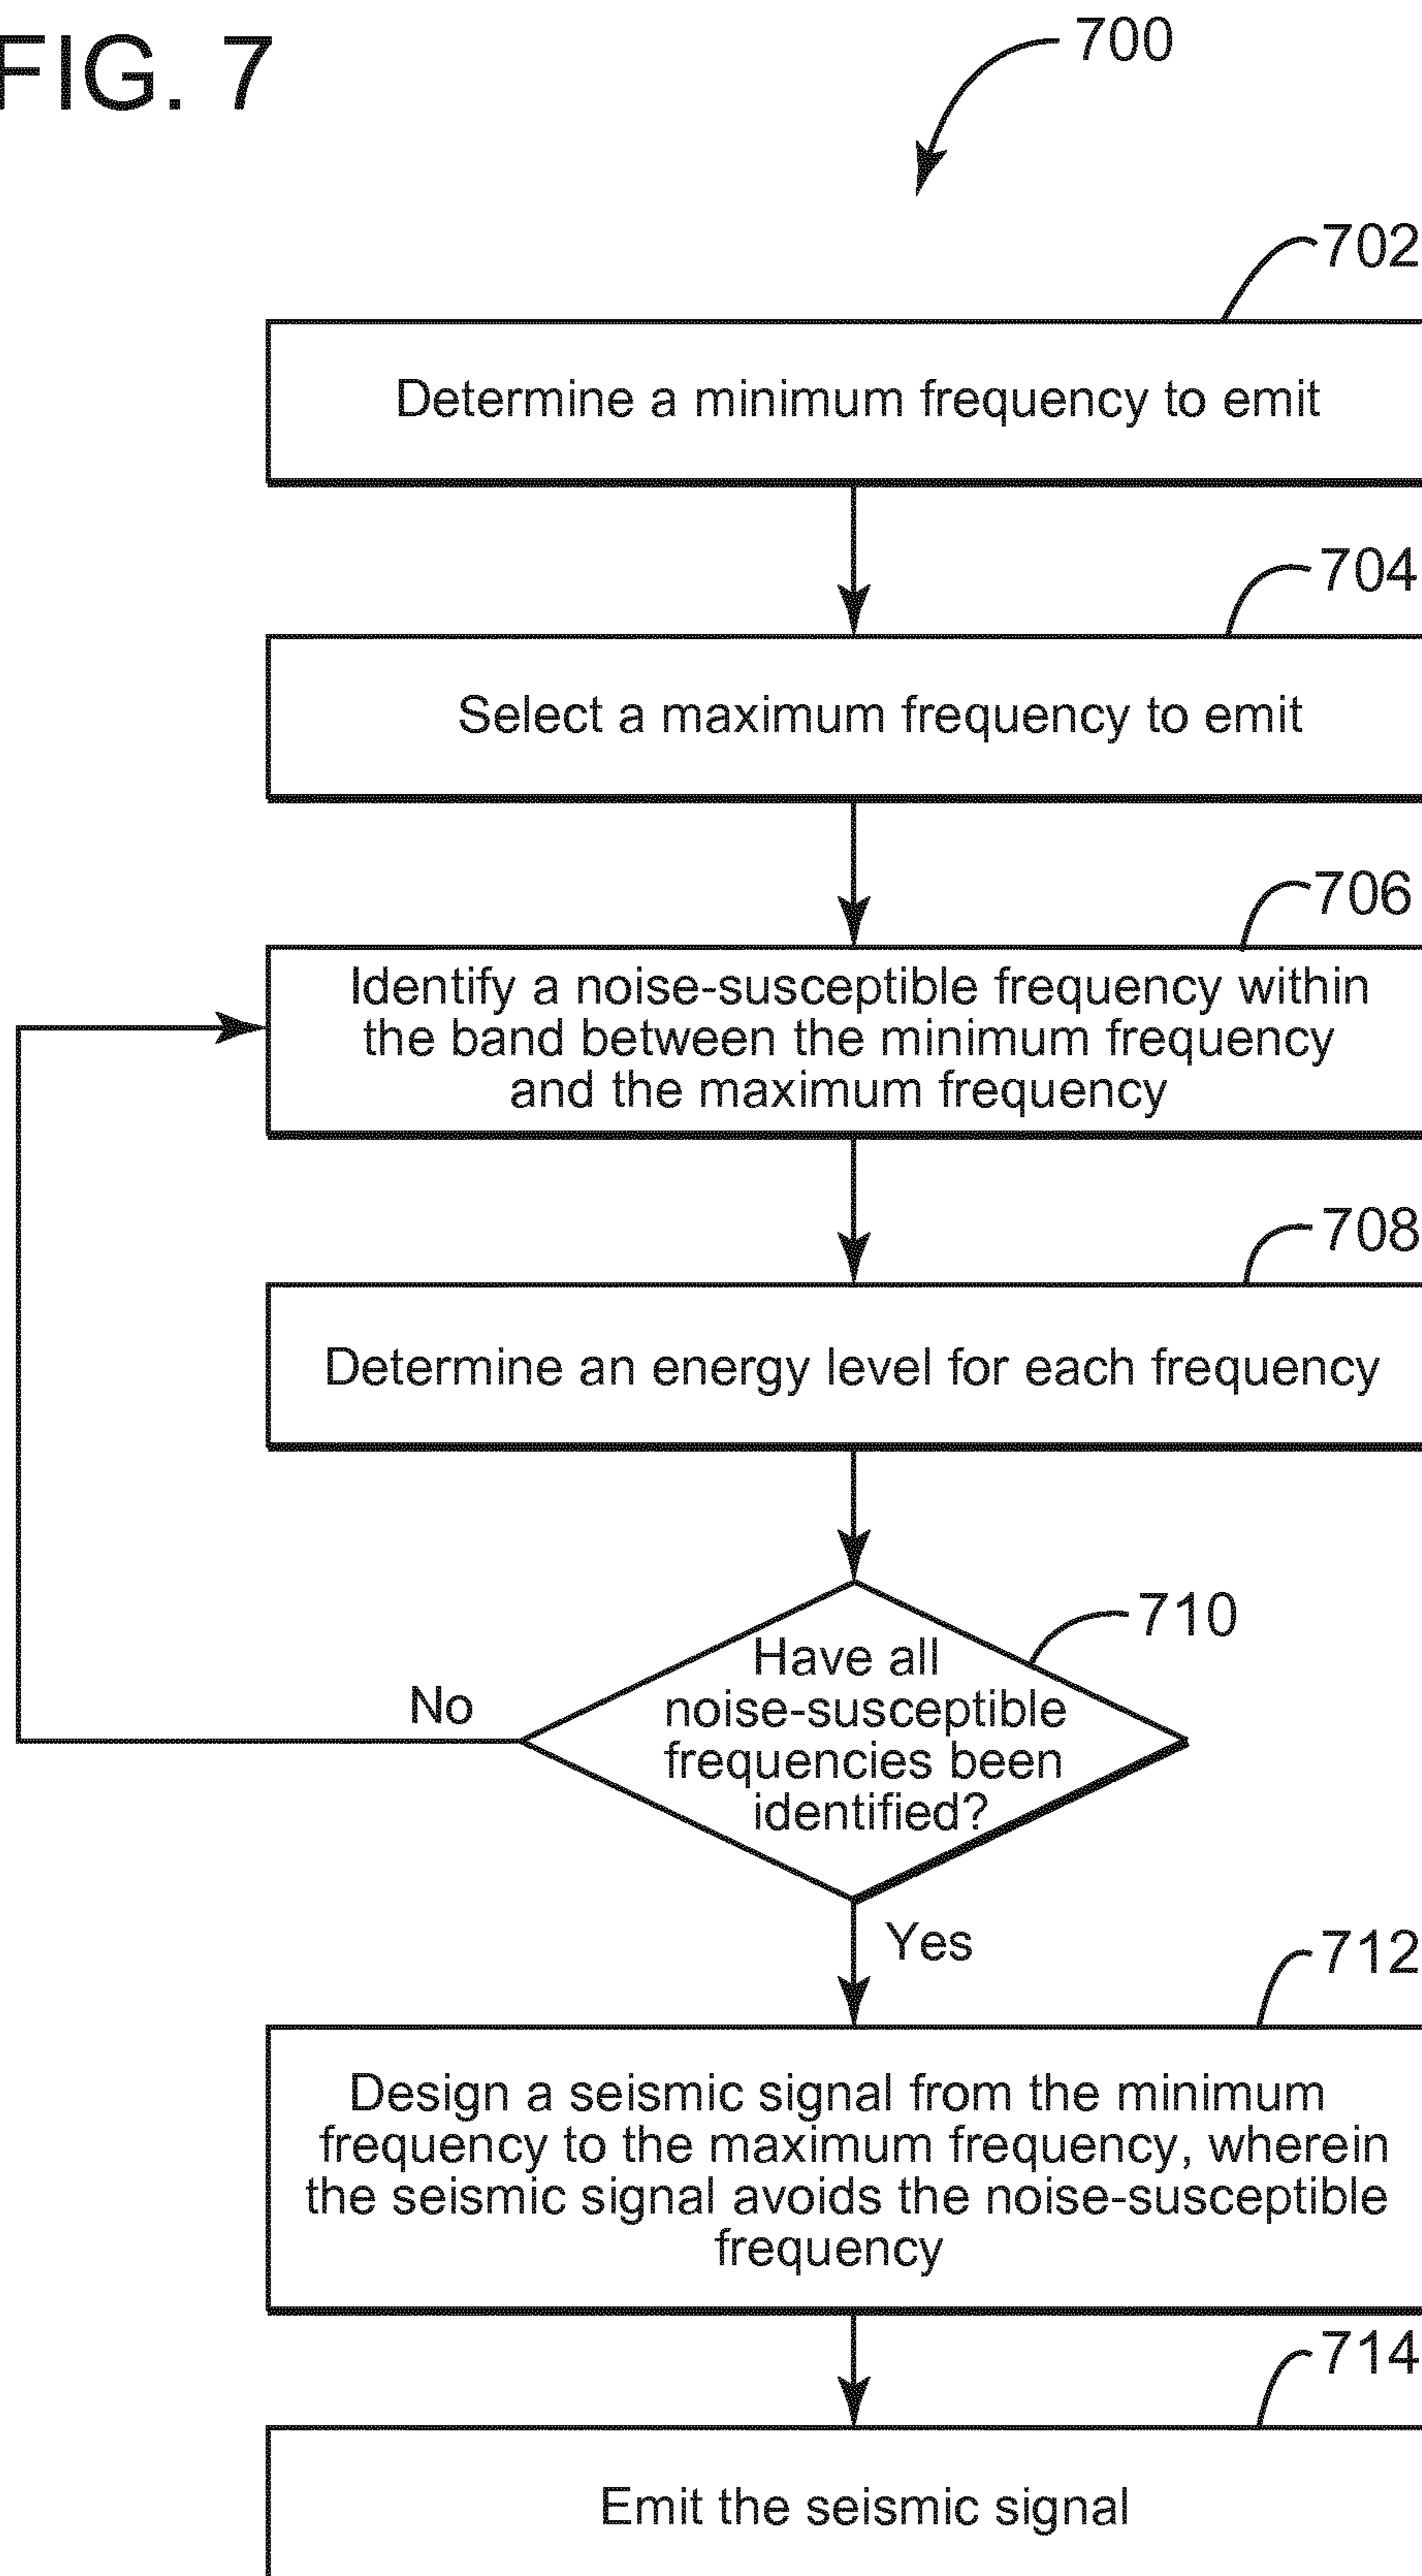 FIG. 7
700
702
Determine a minimum frequency to emit
704
Select a maximum frequency to emit
706
Identify a noise-susceptible frequency within
the band between the minimum frequency
and the maximum frequency
708
Determine an energy level for each frequency
710
Have all
noise-susceptible
frequencies been
identified?
No
Yes
712
Design a seismic signal from the minimum
frequency to the maximum frequency, wherein
the seismic signal avoids the noise-susceptible
frequency
714
Emit the seismic signal